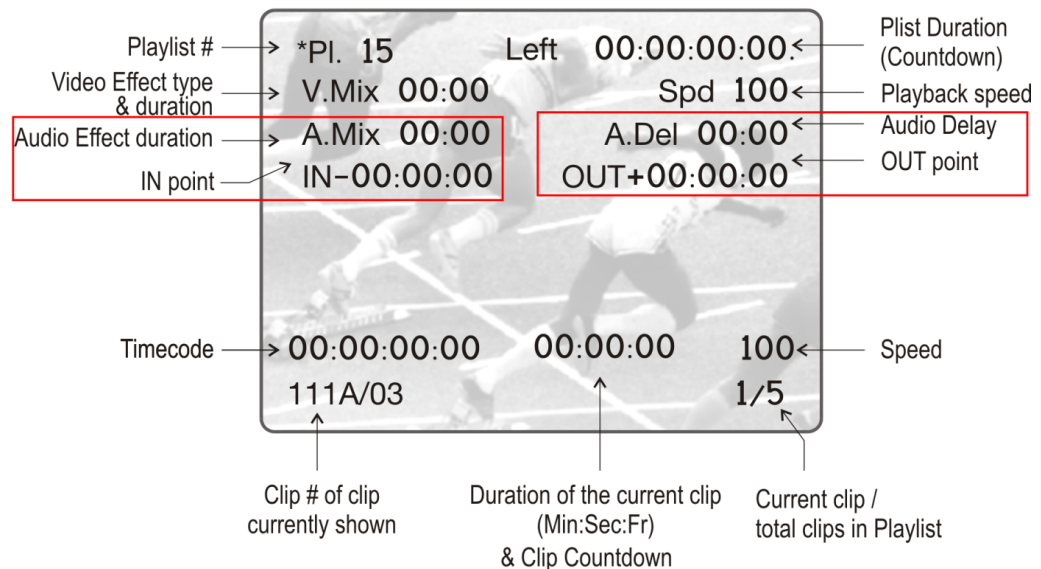 Playlist # *Pl. 15 Left 00:00:00:00. Plist Duration
(Countdown)
Video Effect type
& duration V.Mix 00:00 Spd 100 Playback speed
Audio Effect duration A.Mix 00:00 A.Del 00:00 Audio Delay
IN point IN-00:00:00 OUT+00:00:00 OUT point
Timecode 00:00:00:00 00:00:00 100 Speed
111A/03 1/5
Clip # of clip
currently shown
Duration of the current clip
(Min:Sec:Fr)
& Clip Countdown
Current clip /
total clips in Playlist